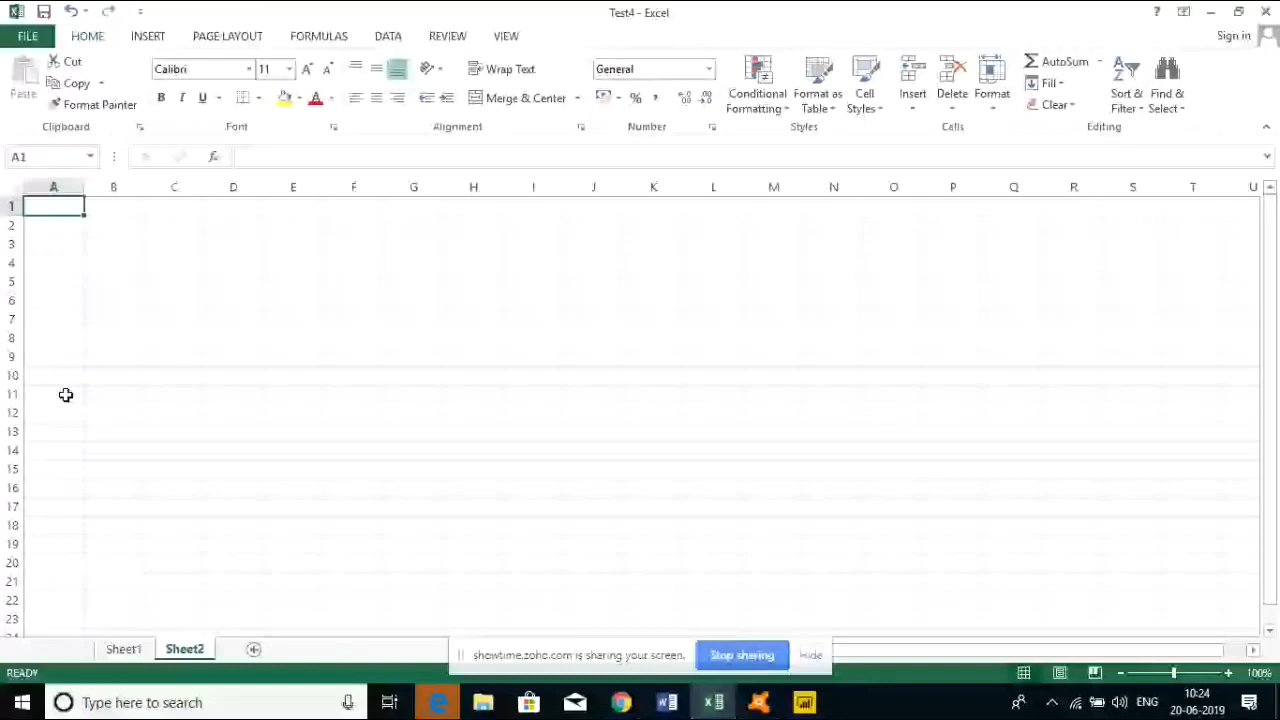 Test4 - Excel
FILE HOME INSERT PAGE LAYOUT FORMULAS DATA REVIEW VIEW Sign in
Cut
Copy
Paste
Format Painter
Clipboard
Calibri 11
B I U A
Font
Wrap Text
Merge & Center
Alignment
General
%
Number
Conditional Formatting
Format as Table
Cell Styles
Styles
Insert
Delete
Format
Cells
AutoSum
Fill
Clear
Sort & Filter
Find & Select
Editing
A1 fx
A B C D E F G H I J K L M N O P Q R S T U
1
2
3
4
5
6
7
8
9
10
11
12
13
14
15
16
17
18
19
20
21
22
23
Sheet1 Sheet2
showtime.zoho.com is sharing your screen. Stop sharing Hide
READY 100%
Type here to search
ENG 10:24
20-06-2019